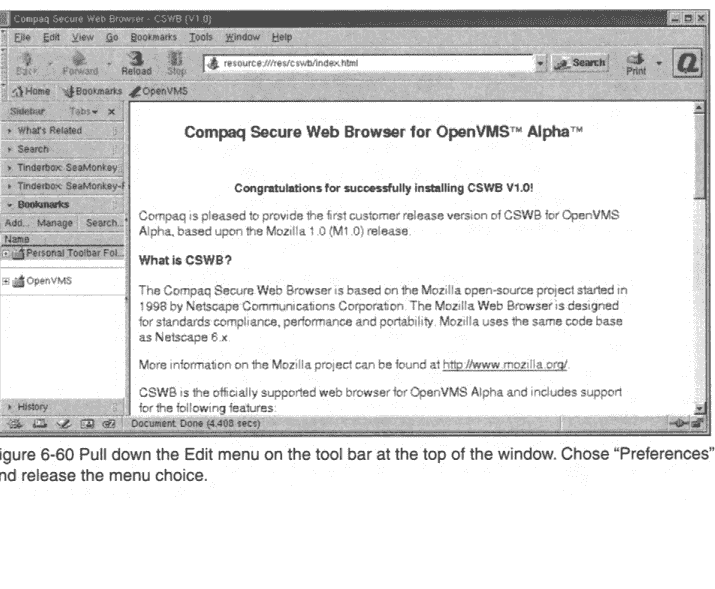 Compaq Secure Web Browser - CSWB (V1.0)
File Edit View Go Bookmarks Tools Window Help
Back Forward Reload Stop resource:///res/cswb/index.html Search Print
Home Bookmarks OpenVMS
Sidebar Tabs
What's Related
Search
Tinderbox: SeaMonkey
Tinderbox: SeaMonkey-F
Bookmarks
Add... Manage Search...
Name
Personal Toolbar Fol...
OpenVMS
History
Compaq Secure Web Browser for OpenVMS™ Alpha™
Congratulations for successfully installing CSWB V1.0!
Compaq is pleased to provide the first customer release version of CSWB for OpenVMS
Alpha, based upon the Mozilla 1.0 (M1.0) release.
What is CSWB?
The Compaq Secure Web Browser is based on the Mozilla open-source project started in
1998 by Netscape Communications Corporation. The Mozilla Web Browser is designed
for standards compliance, performance and portability. Mozilla uses the same code base
as Netscape 6.x
More information on the Mozilla project can be found at http://www.mozilla.org/.
CSWB is the officially supported web browser for OpenVMS Alpha and includes support
for the following features:
Document: Done (4.408 secs)
igure 6-60 Pull down the Edit menu on the tool bar at the top of the window. Chose “Preferences”
nd release the menu choice.